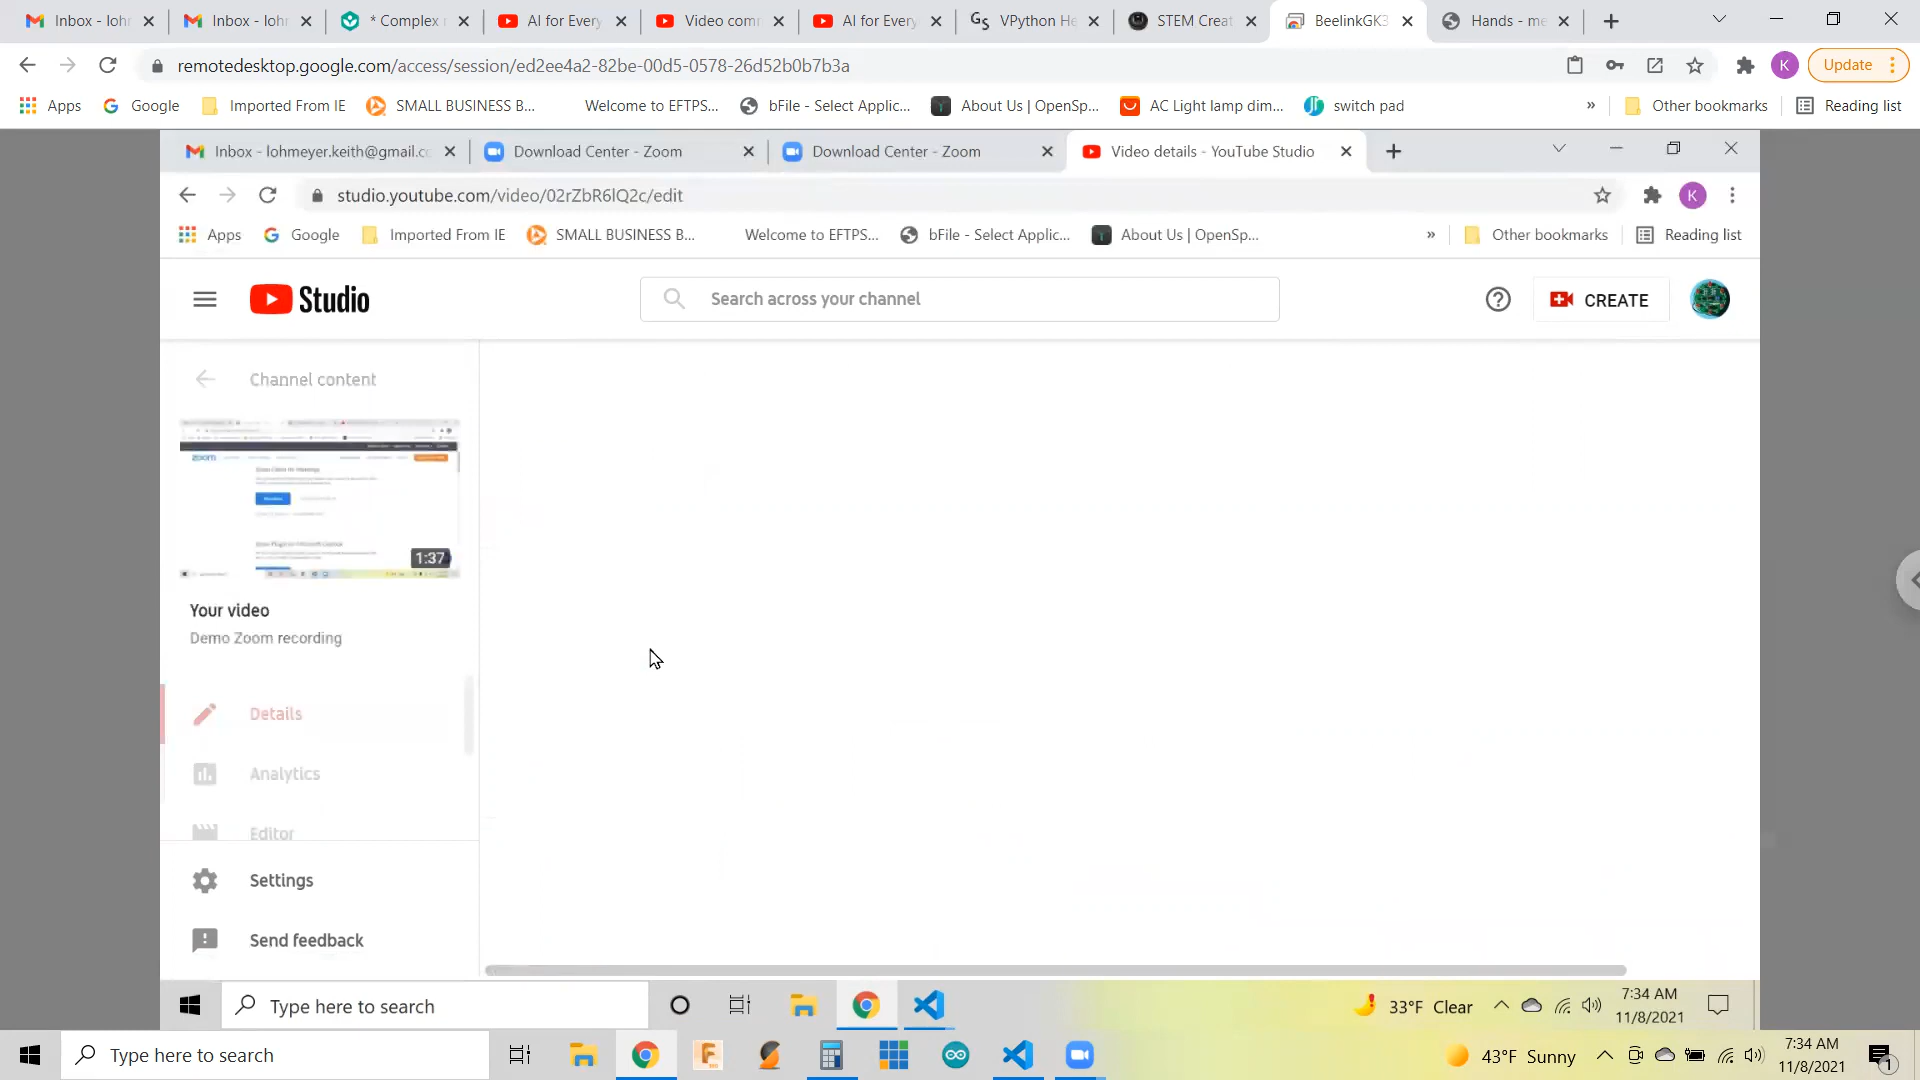 Inbox - lohr
Inbox - lohr
* Complex
AI for Every
Video com
AI for Every
VPython He
STEM Creat
BeelinkGK3
Hands - me
remotedesktop.google.com/access/session/ed2ee4a2-82be-00d5-0578-26d52b0b7b3a
K
Update
Apps
Google
Imported From IE
SMALL BUSINESS B...
Welcome to EFTPS...
bFile - Select Applic...
About Us | OpenSp...
AC Light lamp dim...
switch pad
»
Other bookmarks
Reading list
Inbox - lohmeyer.keith@gmail.co
Download Center - Zoom
Download Center - Zoom
Video details - YouTube Studio
studio.youtube.com/video/02rZbR6lQ2c/edit
K
Apps
Google
Imported From IE
SMALL BUSINESS B...
Welcome to EFTPS...
bFile - Select Applic...
About Us | OpenSp...
»
Other bookmarks
Reading list
Studio
Search across your channel
CREATE
Channel content
zoom
1:37
Your video
Demo Zoom recording
Details
Analytics
Editor
Settings
Send feedback
Type here to search
33°F Clear
7:34 AM
11/8/2021
Type here to search
43°F Sunny
7:34 AM
11/8/2021
1